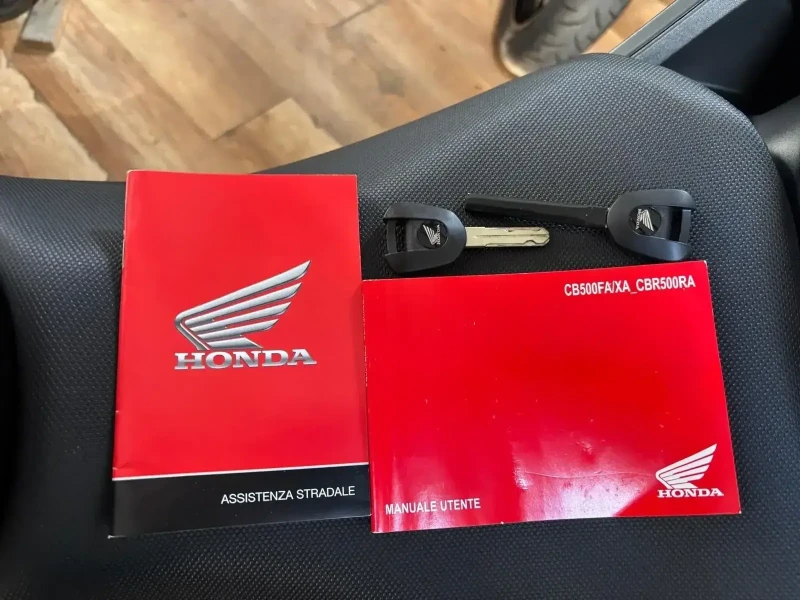 HONDA
ASSISTENZA STRADALE
CB500FA/XA_CBR500RA
MANUALE UTENTE
HONDA